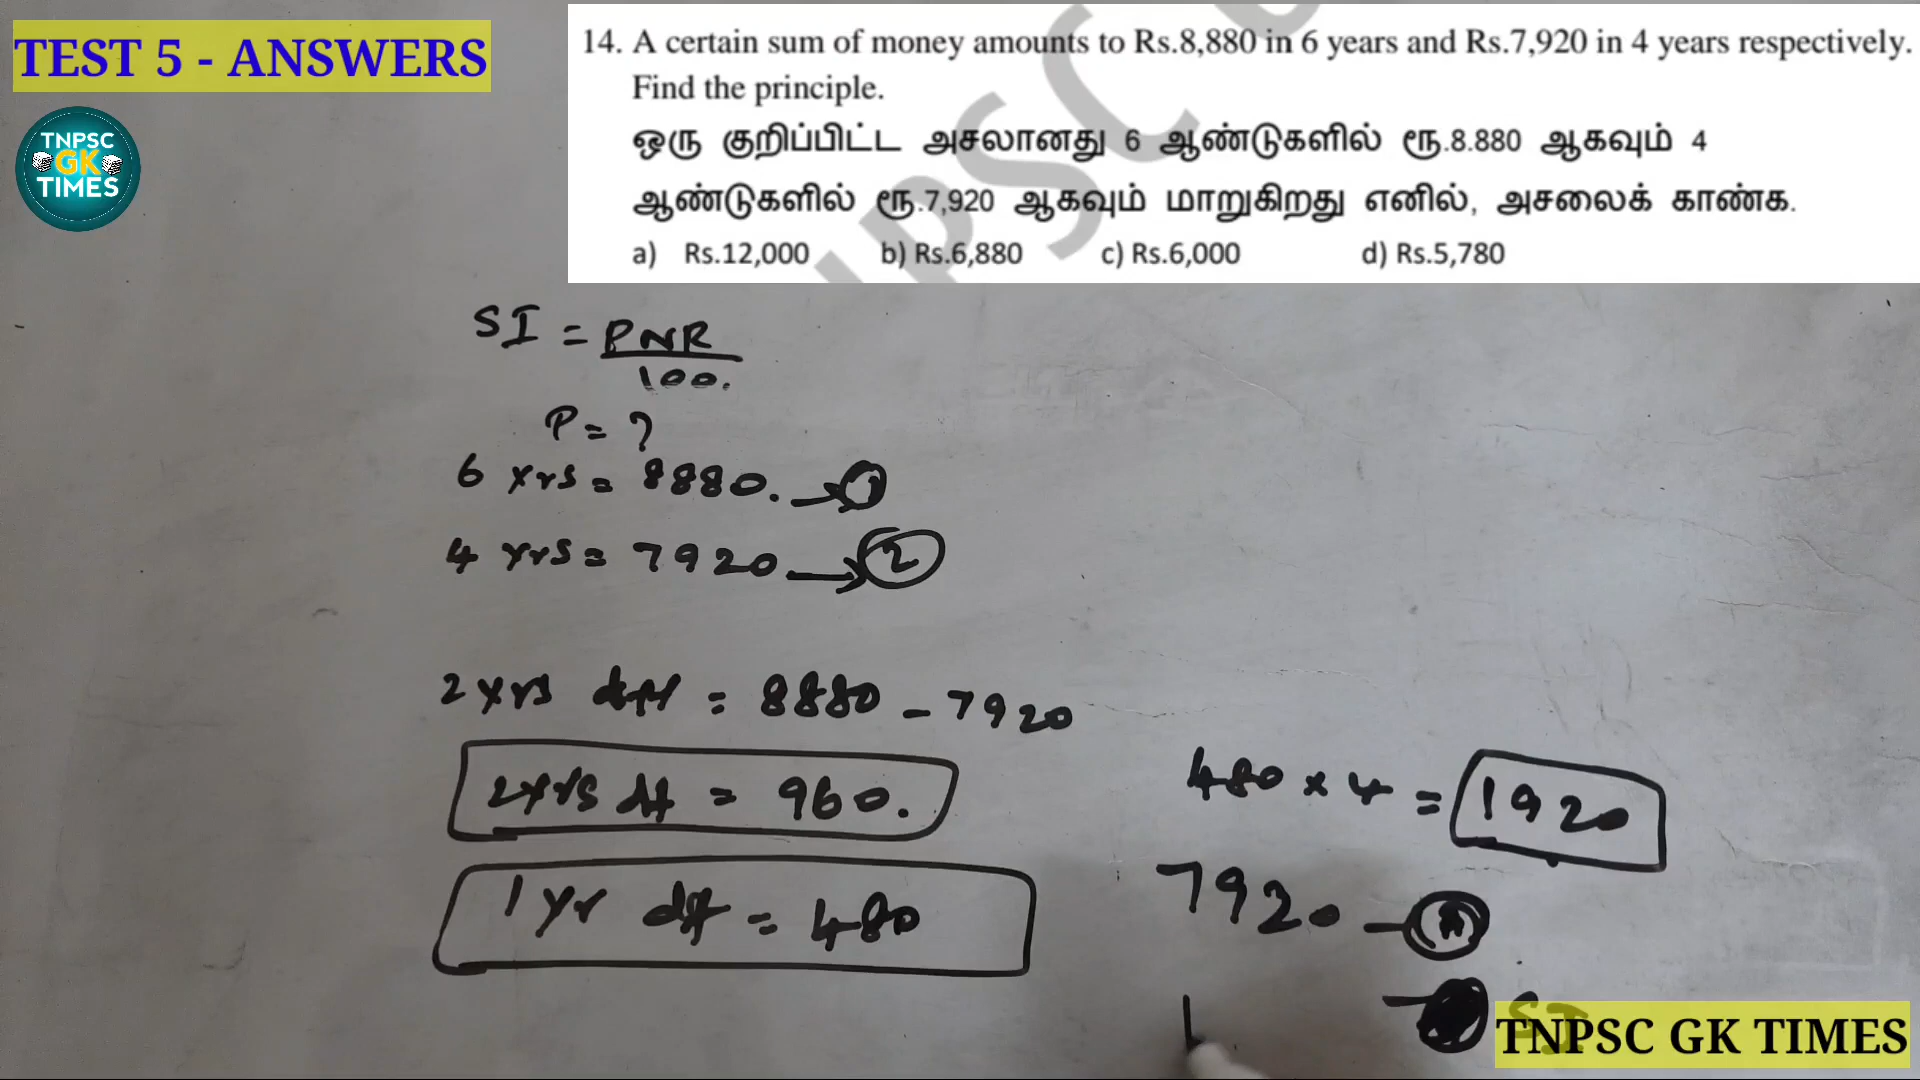 TEST 5 - ANSWERS
TNPSC
GK
TIMES
14. A certain sum of money amounts to Rs.8,880 in 6 years and Rs.7,920 in 4 years respectively.
Find the principle.
ஒரு குறிப்பிட்ட அசலானது 6 ஆண்டுகளில் ரூ.8.880 ஆகவும் 4
ஆண்டுகளில் ரூ.7,920 ஆகவும் மாறுகிறது எனில், அசலைக் காண்க.
a) Rs.12,000 b) Rs.6,880 c) Rs.6,000 d) Rs.5,780
SI = PNR
100.
P = ?
6 yrs = 8880. → 1
4 yrs = 7920 → 2
2 yrs diff = 8880 - 7920
2 yrs dif = 960.
1 yr dif = 480
480 × 4 = 1920
7920 -
SI
TNPSC GK TIMES